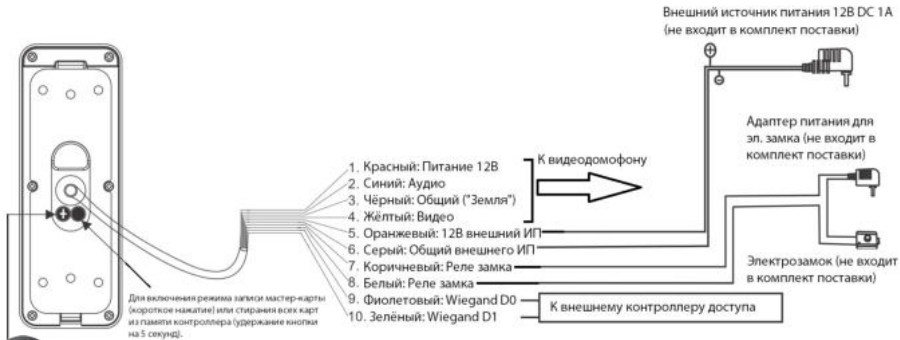 Внешний источник питания 12В DC 1А
(не входит в комплект поставки)
Адаптер питания для
эл. замка (не входит в
комплект поставки)
1. Красный: Питание 12В
2. Синий: Аудио
3. Чёрный: Общий ("Земля")
4. Жёлтый: Видео
К видеодомофону
5. Оранжевый: 12В внешний ИП
6. Серый: Общий внешнего ИП
7. Коричневый: Реле замка
8. Белый: Реле замка
9. Фиолетовый: Wiegand D0
10. Зелёный: Wiegand D1
К внешнему контроллеру доступа
Электрозамок (не входит
в комплект поставки)
Для включения режима записи мастер-карты
(короткое нажатие) или стирания всех карт
из памяти контроллера (удержание кнопки
на 5 секунд).